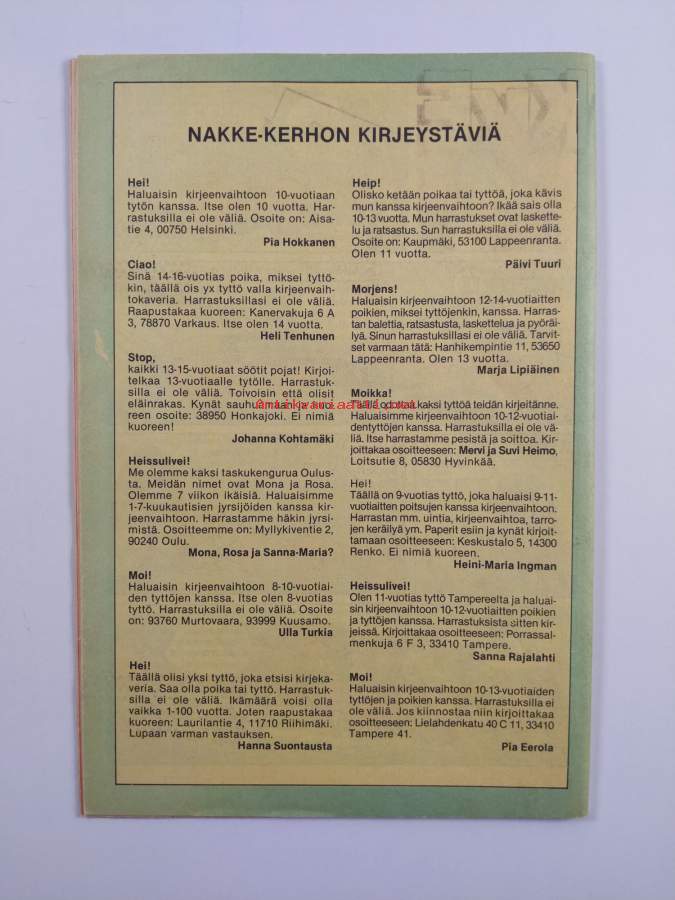 NAKKE-KERHON KIRJEYSTÄVIÄ
Hei!
Haluaisin kirjeenvaihtoon 10-vuotiaan
tytön kanssa. Itse olen 10 vuotta. Har-
rastuksilla ei ole väliä. Osoite on: Aisa-
tie 4, 00750 Helsinki.
Pia Hokkanen
Ciao!
Sinä 14-16-vuotias poika, miksei tyttö-
kin, täällä ois yx tyttö valla kirjeenvaih-
tokaveria. Harrastuksillasi ei ole väliä.
Raapustakaa kuoreen: Kanervakuja 6 A
3, 78870 Varkaus. Itse olen 14 vuotta.
Heli Tenhunen
Stop,
kaikki 13-15-vuotiaat söötit pojat! Kirjoi-
telkaa 13-vuotiaalle tytölle. Harrastuk-
silla ei ole väliä. Toivoisin että olisit
eläinrakas. Kynät sauhuamaan ja kuo-
reen osoite: 38950 Honkajoki. Ei nimiä
kuoreen!
Johanna Kohtamäki
Heissulivei!
Me olemme kaksi taskukengurua Oulus-
ta. Meidän nimet ovat Mona ja Rosa.
Olemme 7 viikon ikäisiä. Haluaisimme
1-7-kuukautisien jyrsijöiden kanssa kir-
jeenvaihtoon. Harrastamme häkin jyrsi-
mistä. Osoitteemme on: Myllykiventie 2,
90240 Oulu.
Mona, Rosa ja Sanna-Maria?
Moi!
Haluaisin kirjeenvaihtoon 8-10-vuotiai-
den tyttöjen kanssa. Itse olen 8-vuotias
tyttö. Harrastuksilla ei ole väliä. Osoite
on: 93760 Murtovaara, 93999 Kuusamo.
Ulla Turkia
Hei!
Täällä olisi yksi tyttö, joka etsisi kirjeka-
veria. Saa olla poika tai tyttö. Harrastuk-
silla ei ole väliä. Ikämäärä voisi olla
vaikka 1-100 vuotta. Joten raapustakaa
kuoreen: Laurilantie 4, 11710 Riihimäki.
Lupaan varman vastauksen.
Hanna Suontausta
Heip!
Olisko ketään poikaa tai tyttöä, joka kävis
mun kanssa kirjeenvaihtoon? Ikää sais olla
10-13 vuotta. Mun harrastukset ovat laskette-
lu ja ratsastus. Sun harrastuksilla ei ole väliä.
Osoite on: Kaupmäki, 53100 Lappeenranta.
Olen 11 vuotta.
Päivi Tuuri
Morjens!
Haluaisin kirjeenvaihtoon 12-14-vuotiaitten
poikien, miksei tyttöjenkin, kanssa. Harras-
tan balettia, ratsastusta, laskettelua ja pyöräi-
lyä. Sinun harrastuksillasi ei ole väliä. Tarvit-
set varmaan tätä: Hanhikempintie 11, 53650
Lappeenranta. Olen 13 vuotta.
Marja Lipiäinen
Moikka!
Täällä ootaa kaksi tyttöä teidän kirjeitänne.
Haluaisimme kirjeenvaihtoon 10-12-vuotiai-
dentyttöjen kanssa. Harrastuksilla ei ole vä-
liä. Itse harrastamme pesistä ja soittoa. Kir-
joittakaa osoitteeseen: Mervi ja Suvi Heimo,
Loitsutie 8, 05830 Hyvinkää.
Hei!
Täällä on 9-vuotias tyttö, joka haluaisi 9-11-
vuotiaitten poitsujen kanssa kirjeenvaihtoon.
Harrastan mm. uintia, kirjeenvaihtoa, tarro-
jen keräilyä ym. Paperit esiin ja kynät kirjoit-
tamaan osoitteeseen: Keskustalo 5, 14300
Renko. Ei nimiä kuoreen.
Heini-Maria Ingman
Heissulivei!
Olen 11-vuotias tyttö Tampereelta ja haluai-
sin kirjeenvaihtoon 10-12-vuotiaitten poikien
ja tyttöjen kanssa. Harrastuksista sitten kir-
jeissä. Kirjoittakaa osoitteeseen: Porrassal-
menkuja 6 F 3, 33410 Tampere.
Sanna Rajalahti
Moi!
Haluaisin kirjeenvaihtoon 10-13-vuotiaiden
tyttöjen ja poikien kanssa. Harrastuksilla ei
ole väliä. Jos kiinnostaa niin kirjoittakaa
osoitteeseen: Lielahdenkatu 40 C 11, 33410
Tampere 41.
Pia Eerola